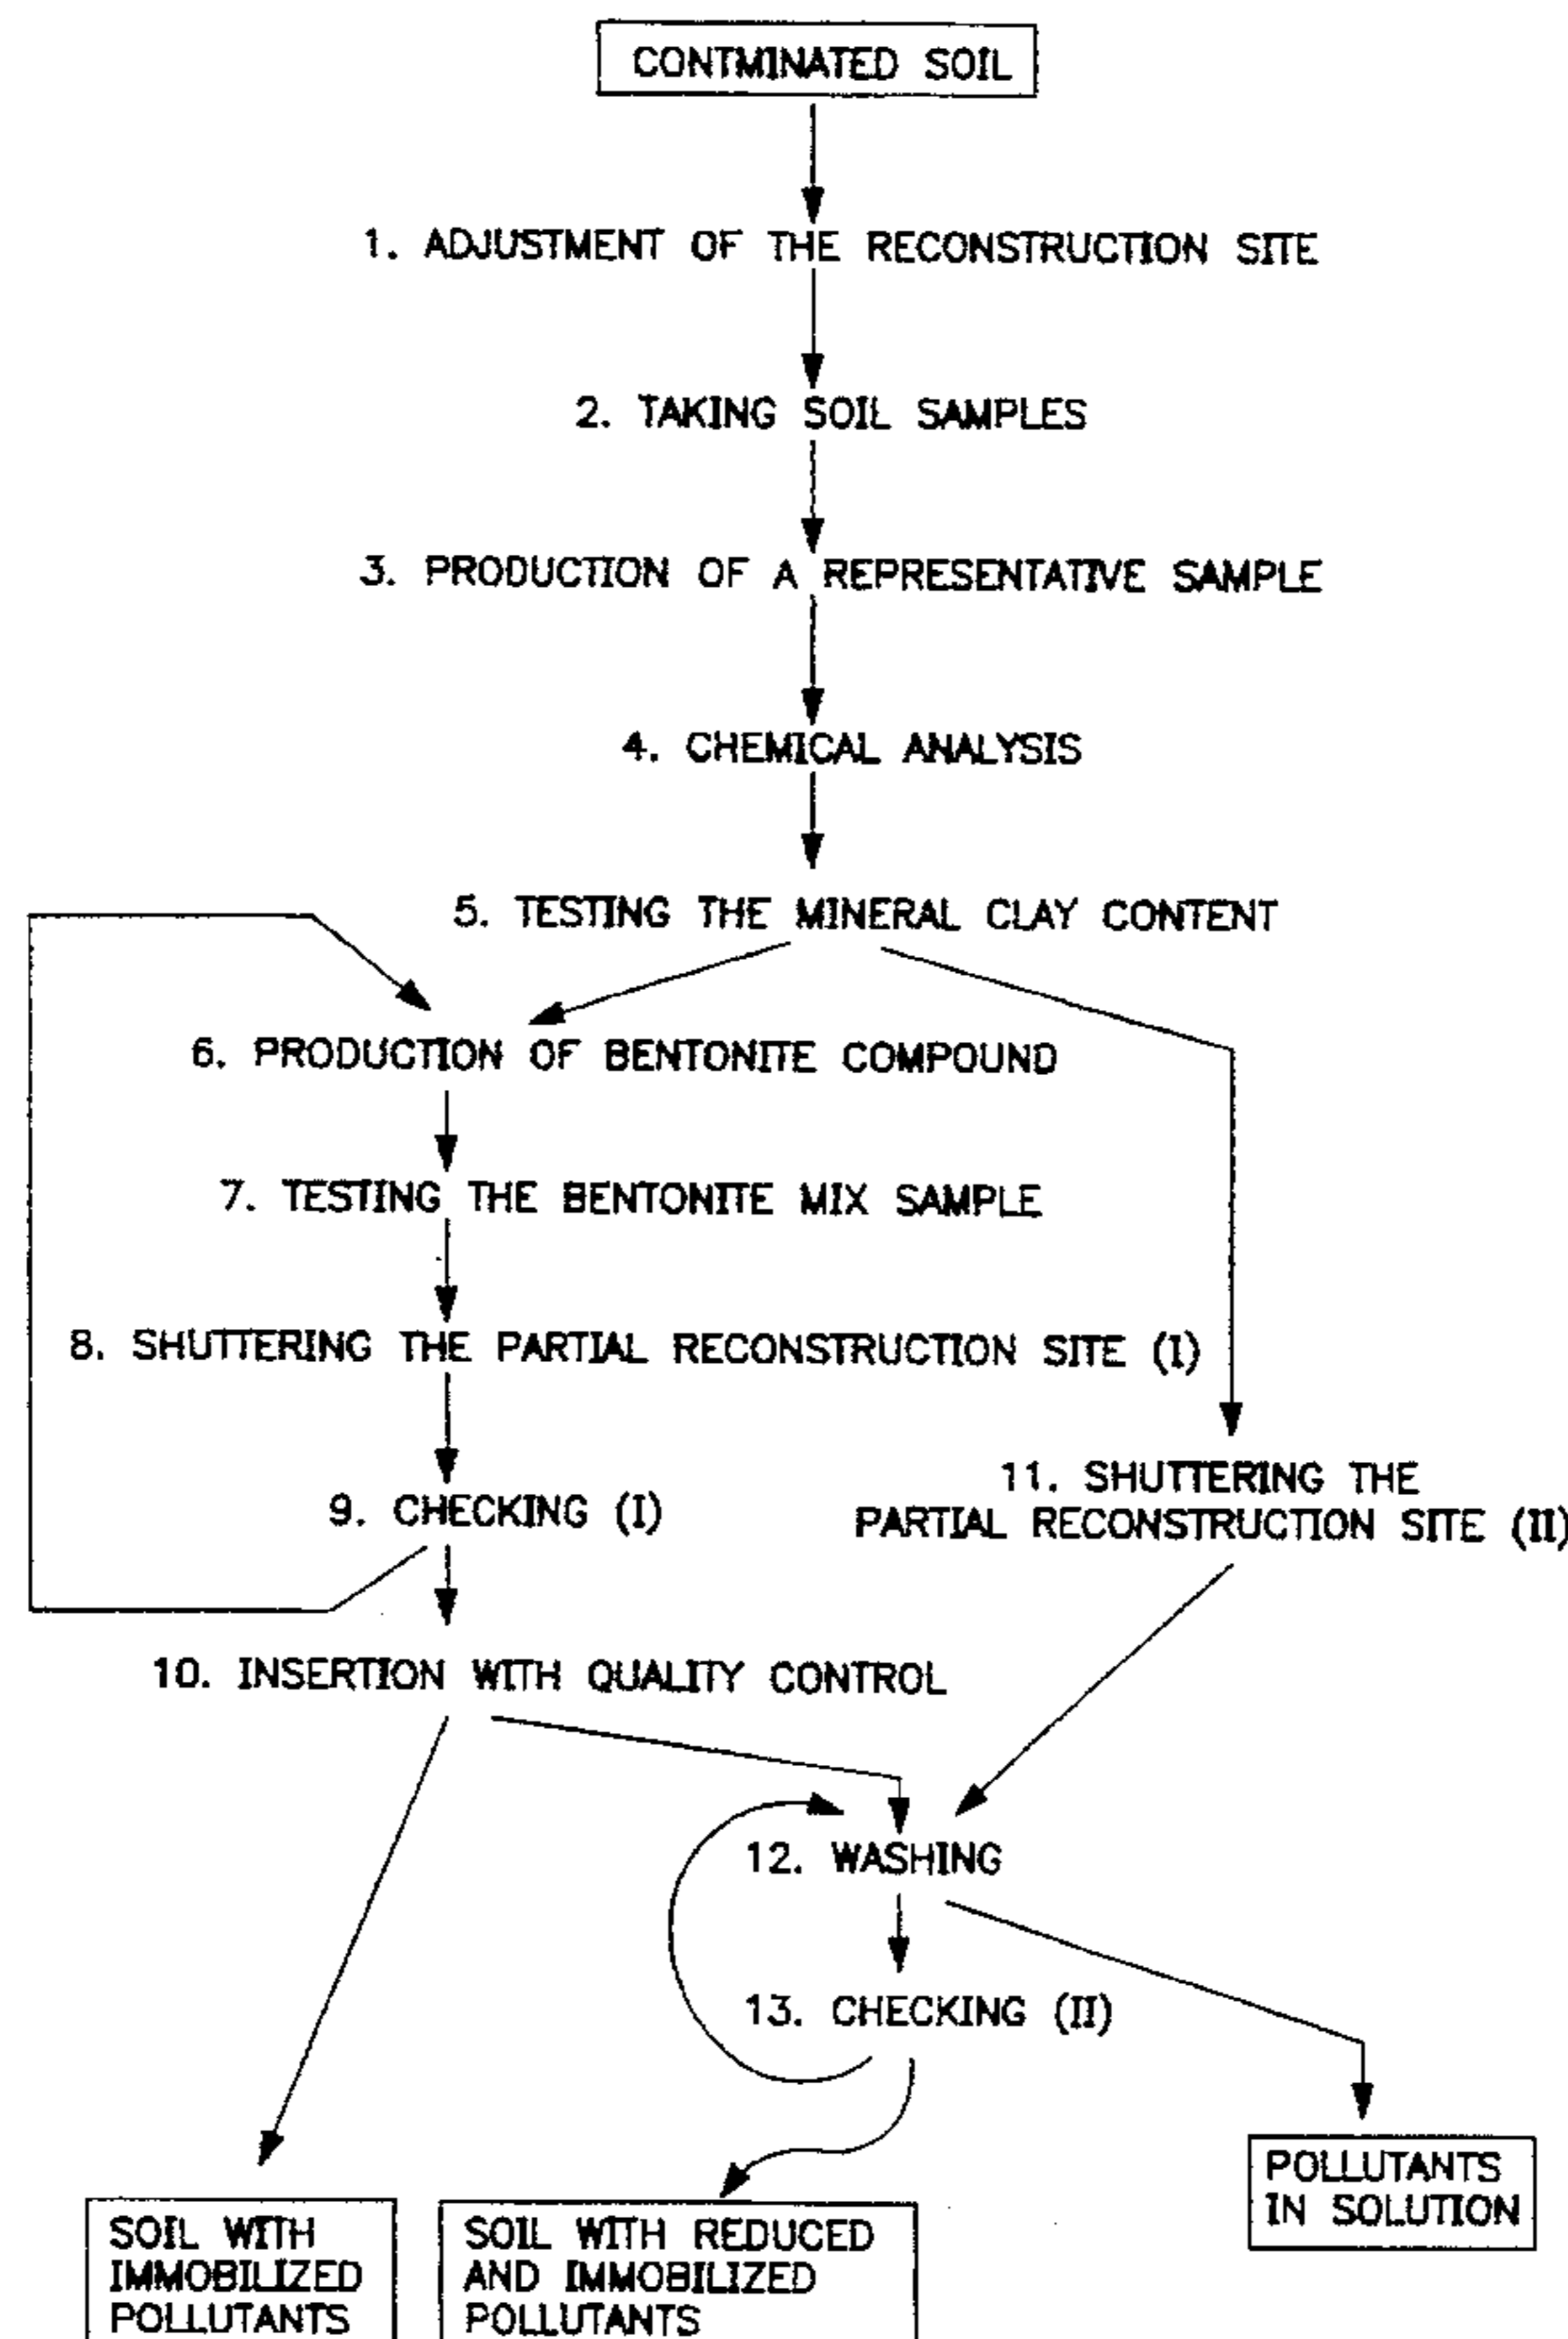 CONTMINATED SOIL
1. ADJUSTMENT OF THE RECONSTRUCTION SITE
2. TAKING SOIL SAMPLES
3. PRODUCTION OF A REPRESENTATIVE SAMPLE
4. CHEMICAL ANALYSIS
5. TESTING THE MINERAL CLAY CONTENT
6. PRODUCTION OF BENTONITE COMPOUND
7. TESTING THE BENTONITE MIX SAMPLE
8. SHUTTERING THE PARTIAL RECONSTRUCTION SITE (I)
9. CHECKING (I)
11. SHUTTERING THE
PARTIAL RECONSTRUCTION SITE (II)
10. INSERTION WITH QUALITY CONTROL
12. WASHING
13. CHECKING (II)
POLLUTANTS
IN SOLUTION
SOIL WITH
IMMOBILIZED
POLLUTANTS
SOIL WITH REDUCED
AND IMMOBILIZED
POLLUTANTS